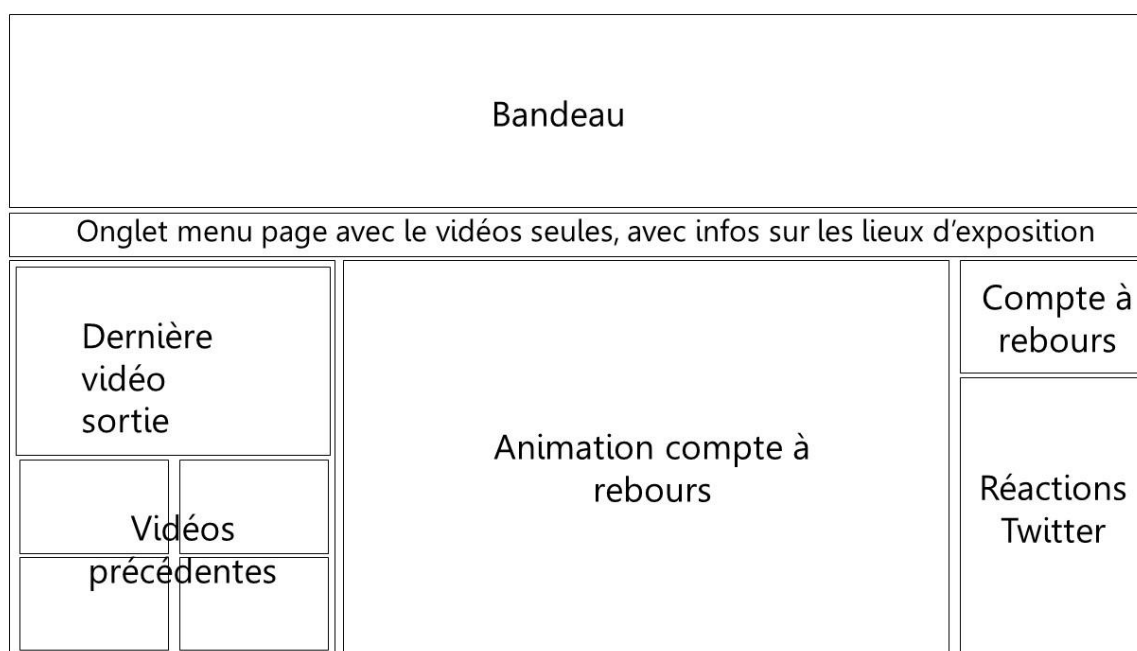 Bandeau
Onglet menu page avec le vidéos seules, avec infos sur les lieux d’exposition
Dernière
vidéo
sortie
Vidéos
précédentes
Animation compte à
rebours
Compte à
rebours
Réactions
Twitter